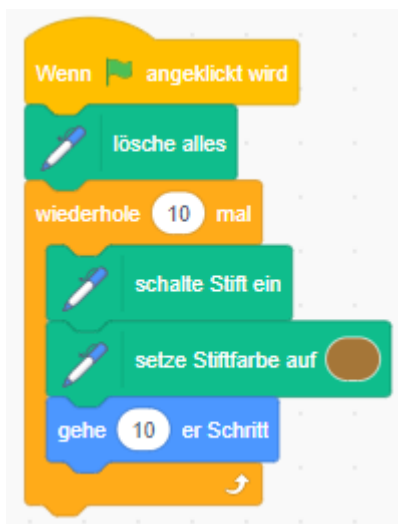 Wenn angeklickt wird
lösche alles
wiederhole 10 mal
schalte Stift ein
setze Stiftfarbe auf
gehe 10 er Schritt